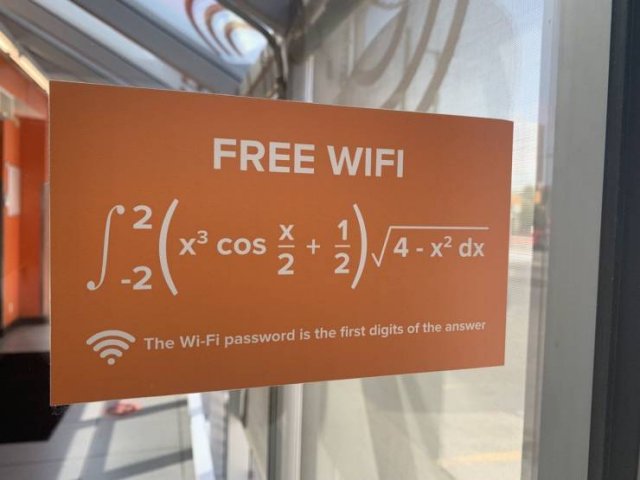 FREE WIFI
∫₋₂² (x³ cos x/2 + 1/2) √(4 - x² dx)
The Wi-Fi password is the first digits of the answer